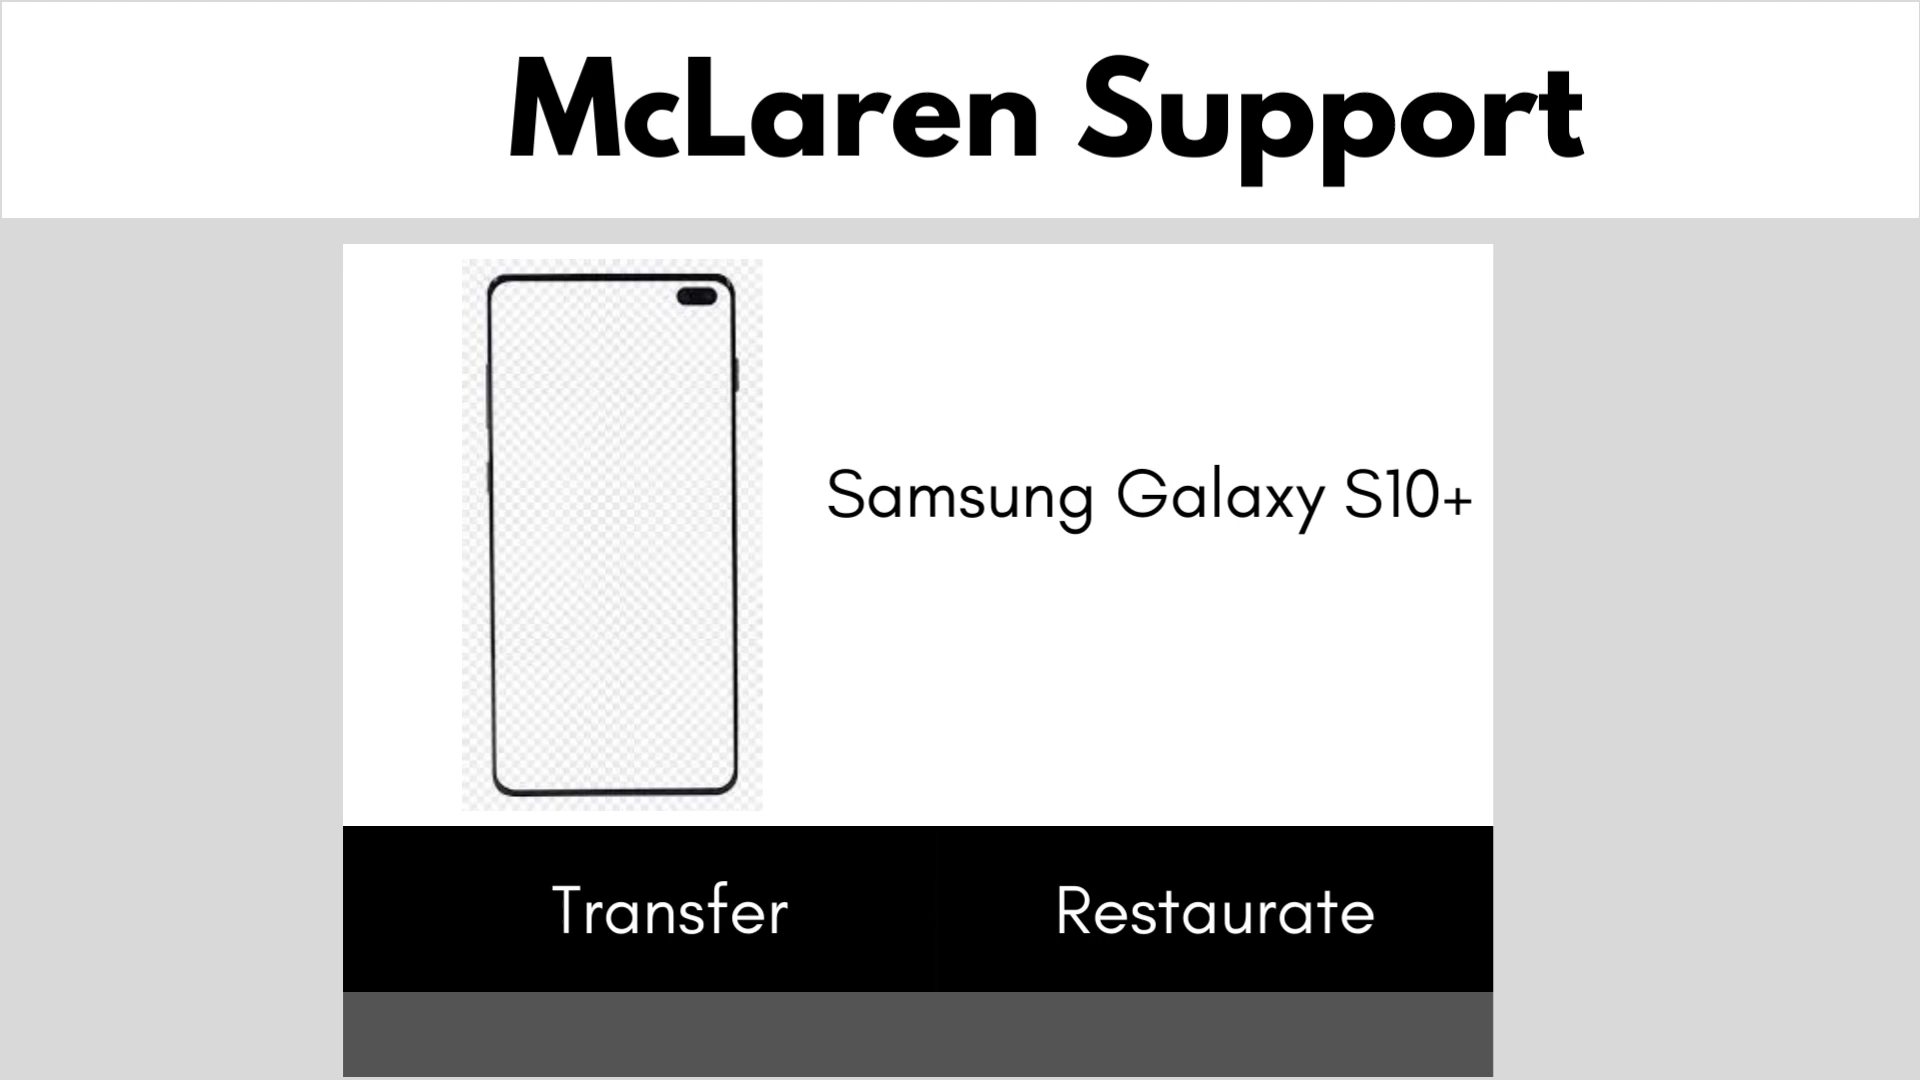 McLaren Support
Samsung Galaxy S10+
Transfer
Restaurate